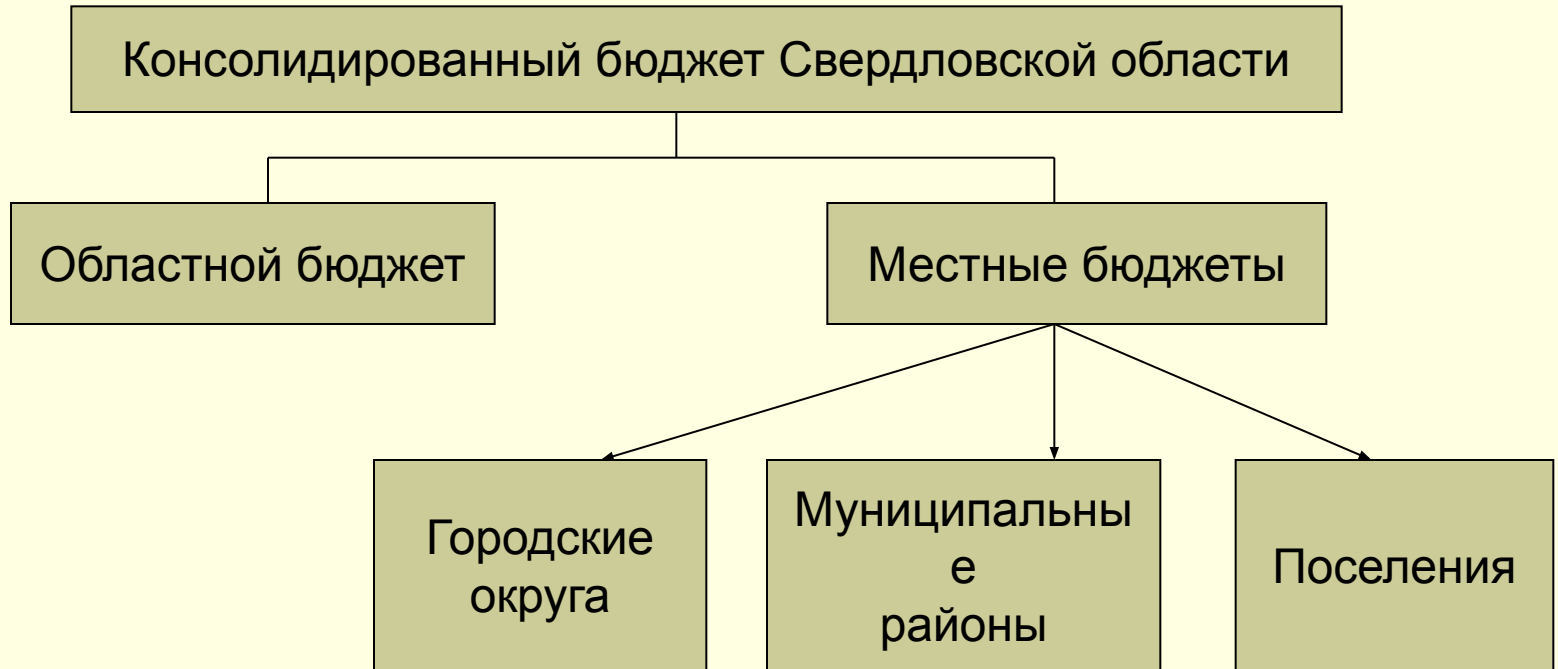 Консолидированный бюджет Свердловской области
Областной бюджет
Местные бюджеты
Городские
округа
Муниципальны
е
районы
Поселения